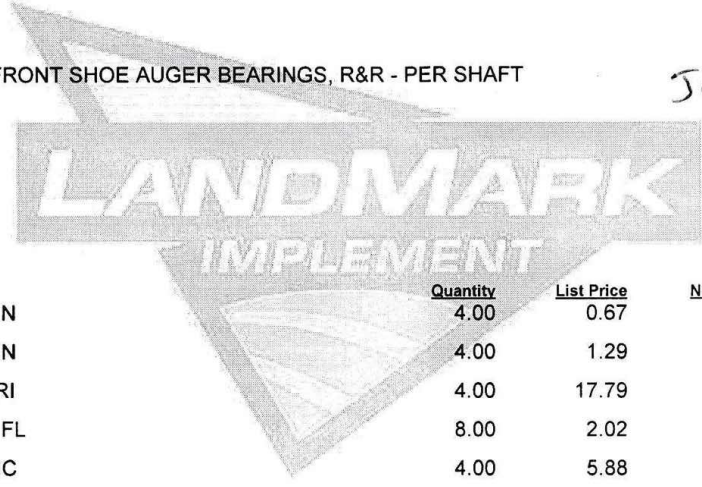 FRONT SHOE AUGER BEARINGS, R&R - PER SHAFT
LANDMARK
IMPLEMENT
Quantity List Price N
N 4.00 0.67
N 4.00 1.29
RI 4.00 17.79
FL 8.00 2.02
C 4.00 5.88